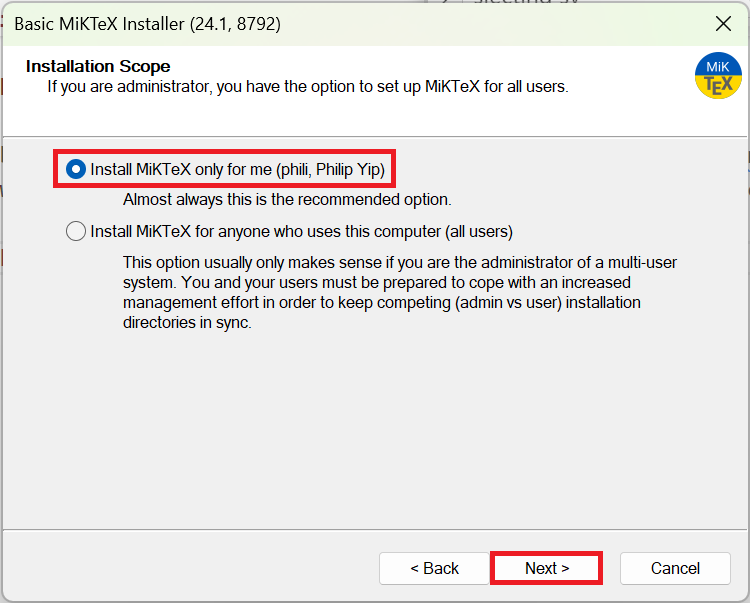 Basic MiKTeX Installer (24.1, 8792)
Installation Scope
If you are administrator, you have the option to set up MiKTeX for all users.
MiK
TEX
Install MiKTeX only for me (phili, Philip Yip)
Almost always this is the recommended option.
Install MiKTeX for anyone who uses this computer (all users)
This option usually only makes sense if you are the administrator of a multi-user
system. You and your users must be prepared to cope with an increased
management effort in order to keep competing (admin vs user) installation
directories in sync.
< Back
Next >
Cancel